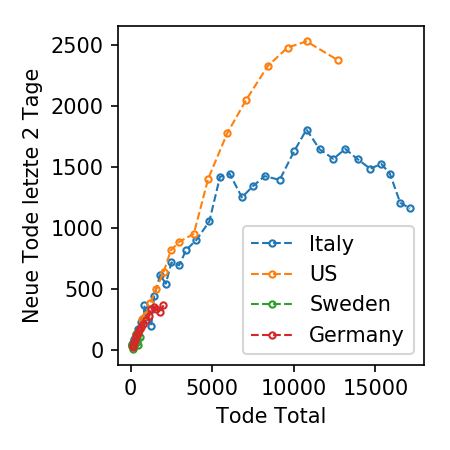 2500
2000
1500
1000
500
0
Neue Tode letzte 2 Tage
Italy
US
Sweden
Germany
0 5000 10000 15000
Tode Total